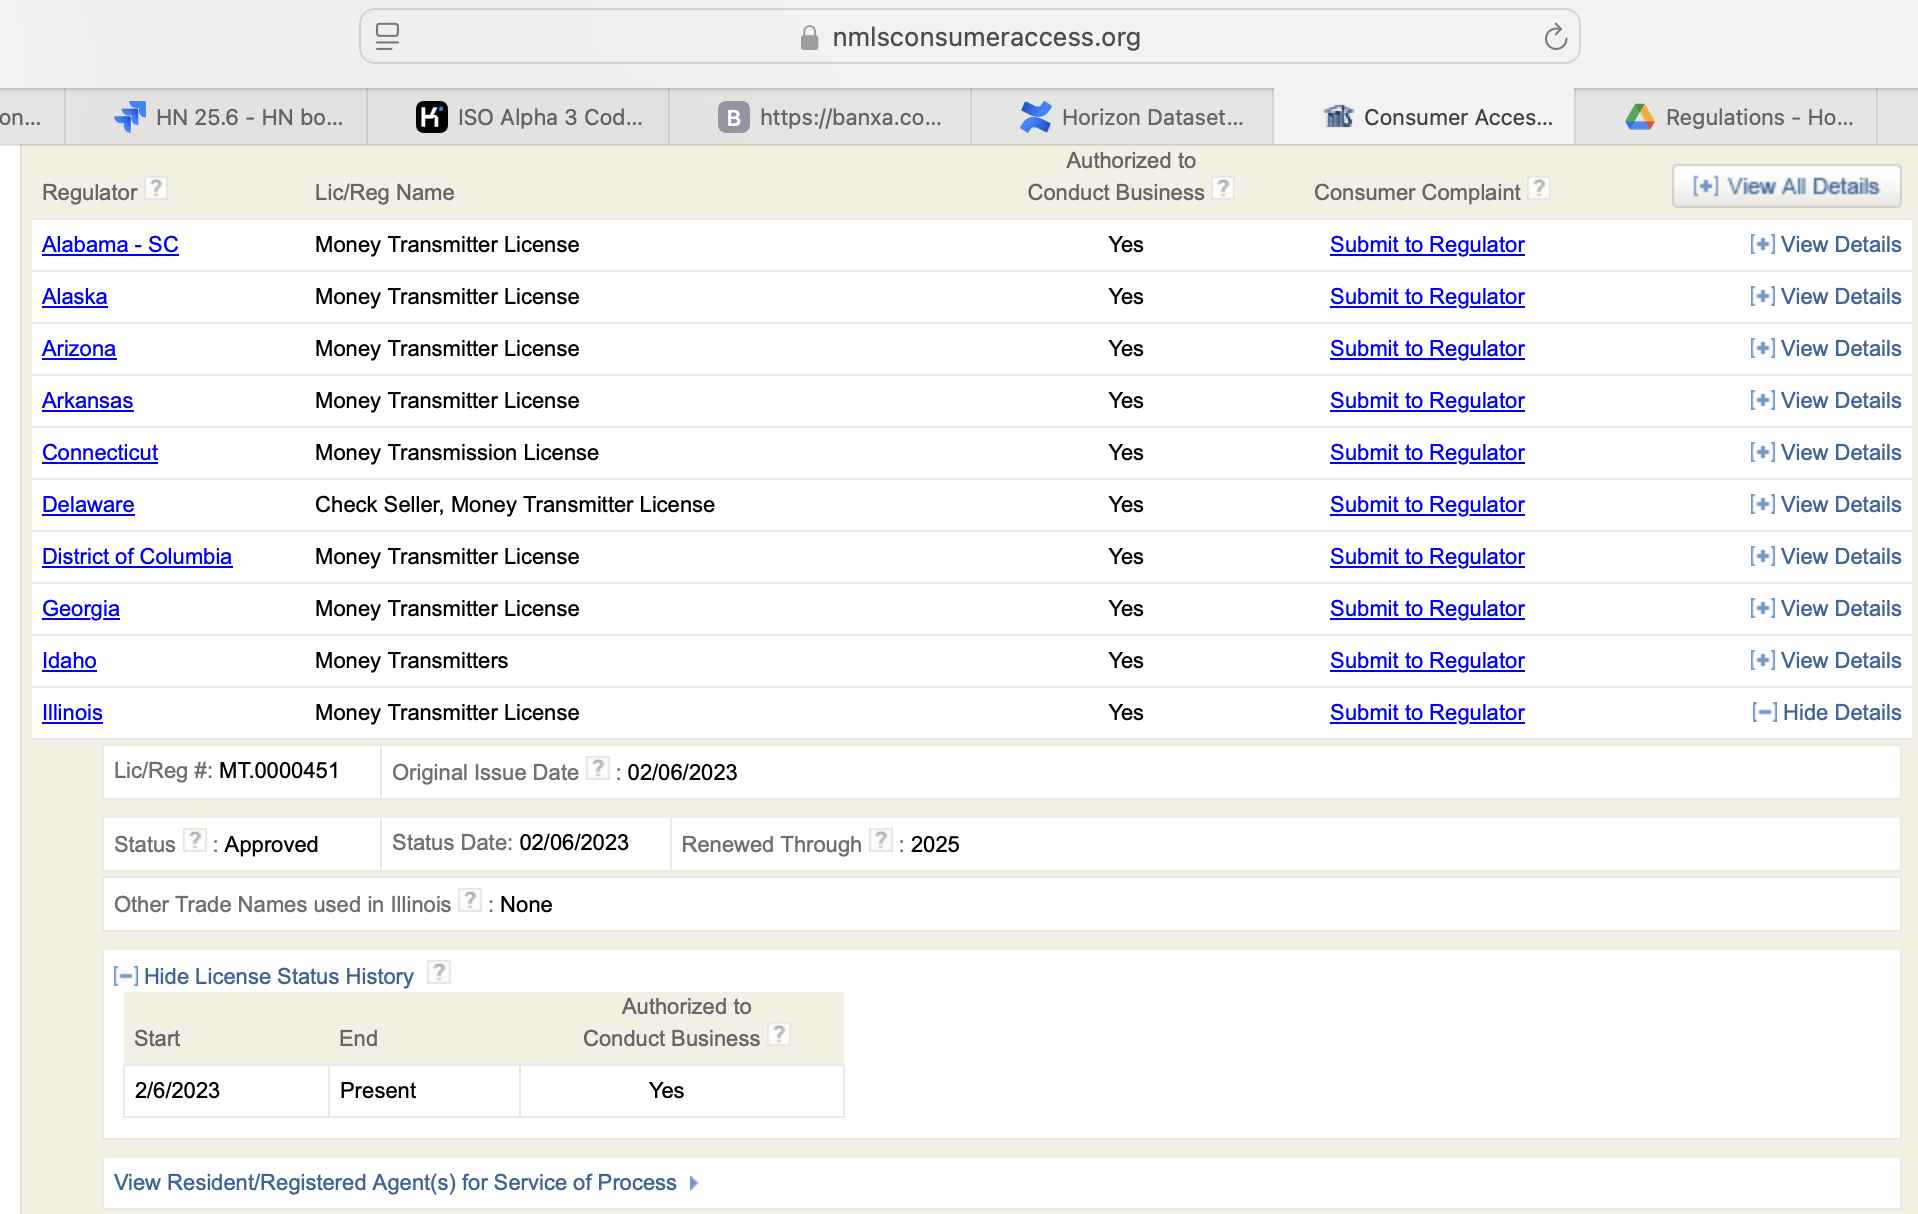 nmlsconsumeraccess.org
on...
HN 25.6 - HN bo...
ISO Alpha 3 Cod...
B https://banxa.co...
Horizon Dataset...
Consumer Acces...
Regulations - Ho...
Regulator ? Lic/Reg Name Authorized to Conduct Business ? Consumer Complaint ? [+] View All Details
Alabama - SC Money Transmitter License Yes Submit to Regulator [+] View Details
Alaska Money Transmitter License Yes Submit to Regulator [+] View Details
Arizona Money Transmitter License Yes Submit to Regulator [+] View Details
Arkansas Money Transmitter License Yes Submit to Regulator [+] View Details
Connecticut Money Transmission License Yes Submit to Regulator [+] View Details
Delaware Check Seller, Money Transmitter License Yes Submit to Regulator [+] View Details
District of Columbia Money Transmitter License Yes Submit to Regulator [+] View Details
Georgia Money Transmitter License Yes Submit to Regulator [+] View Details
Idaho Money Transmitters Yes Submit to Regulator [+] View Details
Illinois Money Transmitter License Yes Submit to Regulator [−] Hide Details
Lic/Reg #: MT.0000451 Original Issue Date ? : 02/06/2023
Status ? : Approved Status Date: 02/06/2023 Renewed Through ? : 2025
Other Trade Names used in Illinois ? : None
[−] Hide License Status History ?
Start End Authorized to Conduct Business ?
2/6/2023 Present Yes
View Resident/Registered Agent(s) for Service of Process